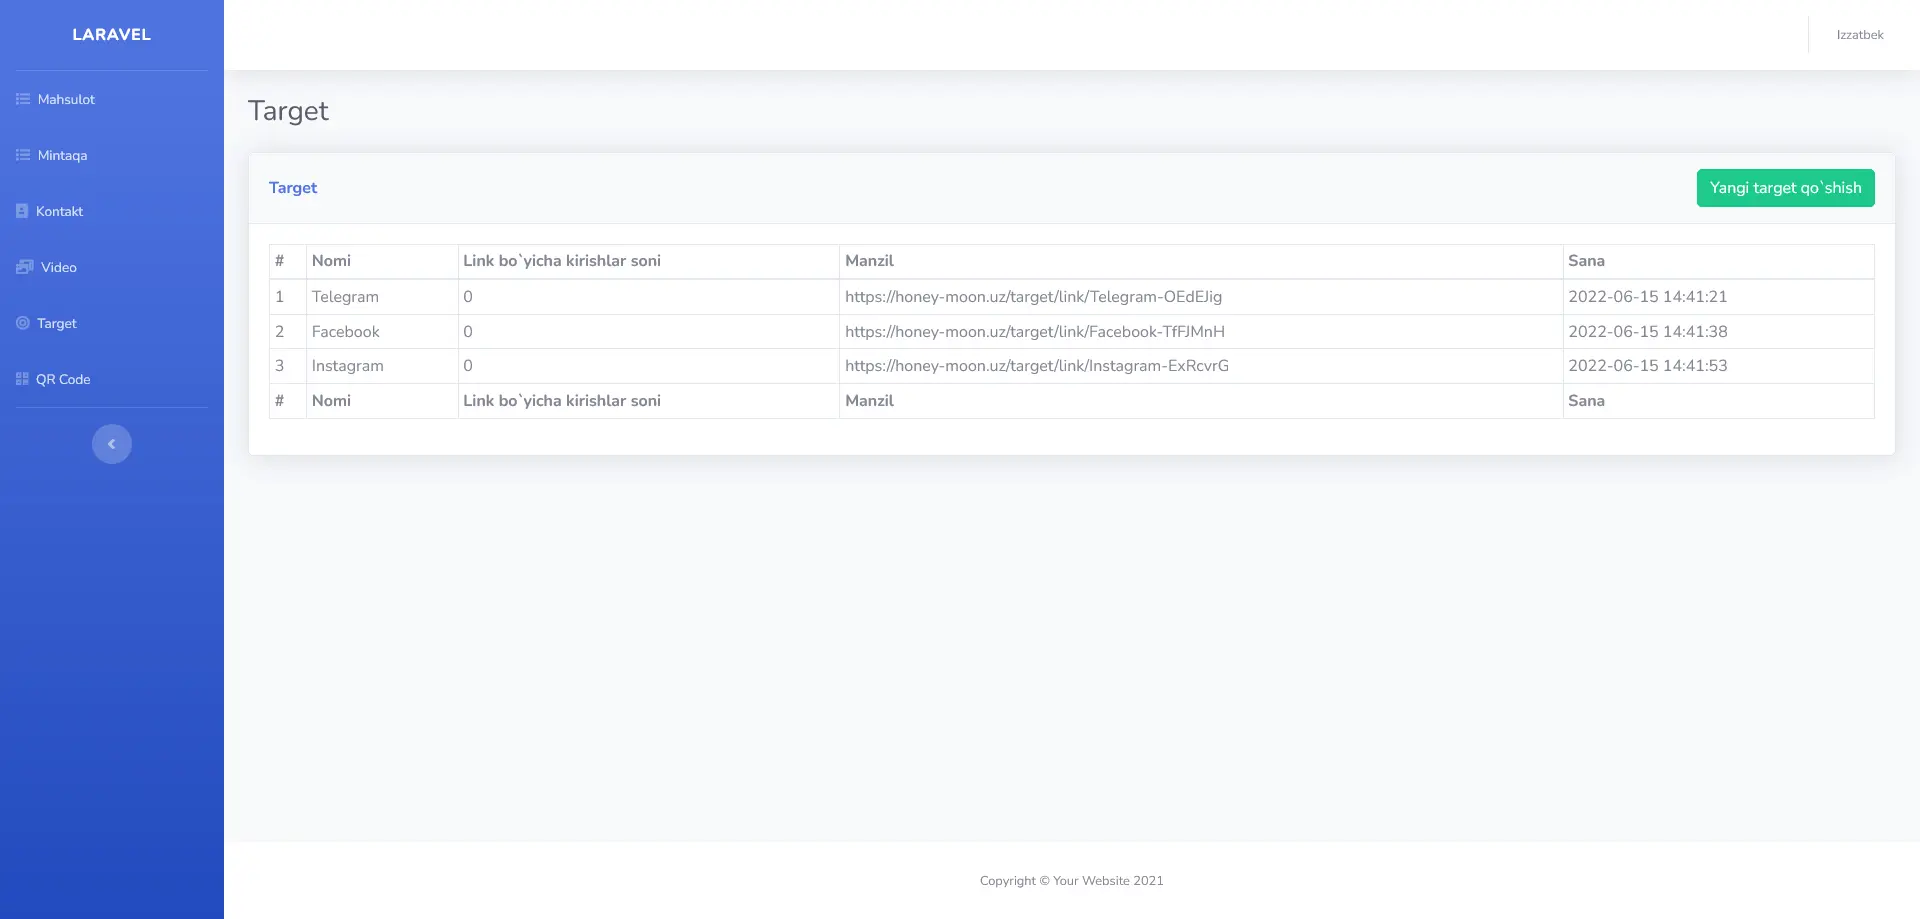 LARAVEL
Izzatbek
Mahsulot
Mintaqa
Kontakt
Video
Target
QR Code
Target
Target
Yangi target qo`shish
# Nomi Link bo`yicha kirishlar soni Manzil Sana
1 Telegram 0 https://honey-moon.uz/target/link/Telegram-OEdEJig 2022-06-15 14:41:21
2 Facebook 0 https://honey-moon.uz/target/link/Facebook-TfFJMnH 2022-06-15 14:41:38
3 Instagram 0 https://honey-moon.uz/target/link/Instagram-ExRcvrG 2022-06-15 14:41:53
# Nomi Link bo`yicha kirishlar soni Manzil Sana
Copyright © Your Website 2021